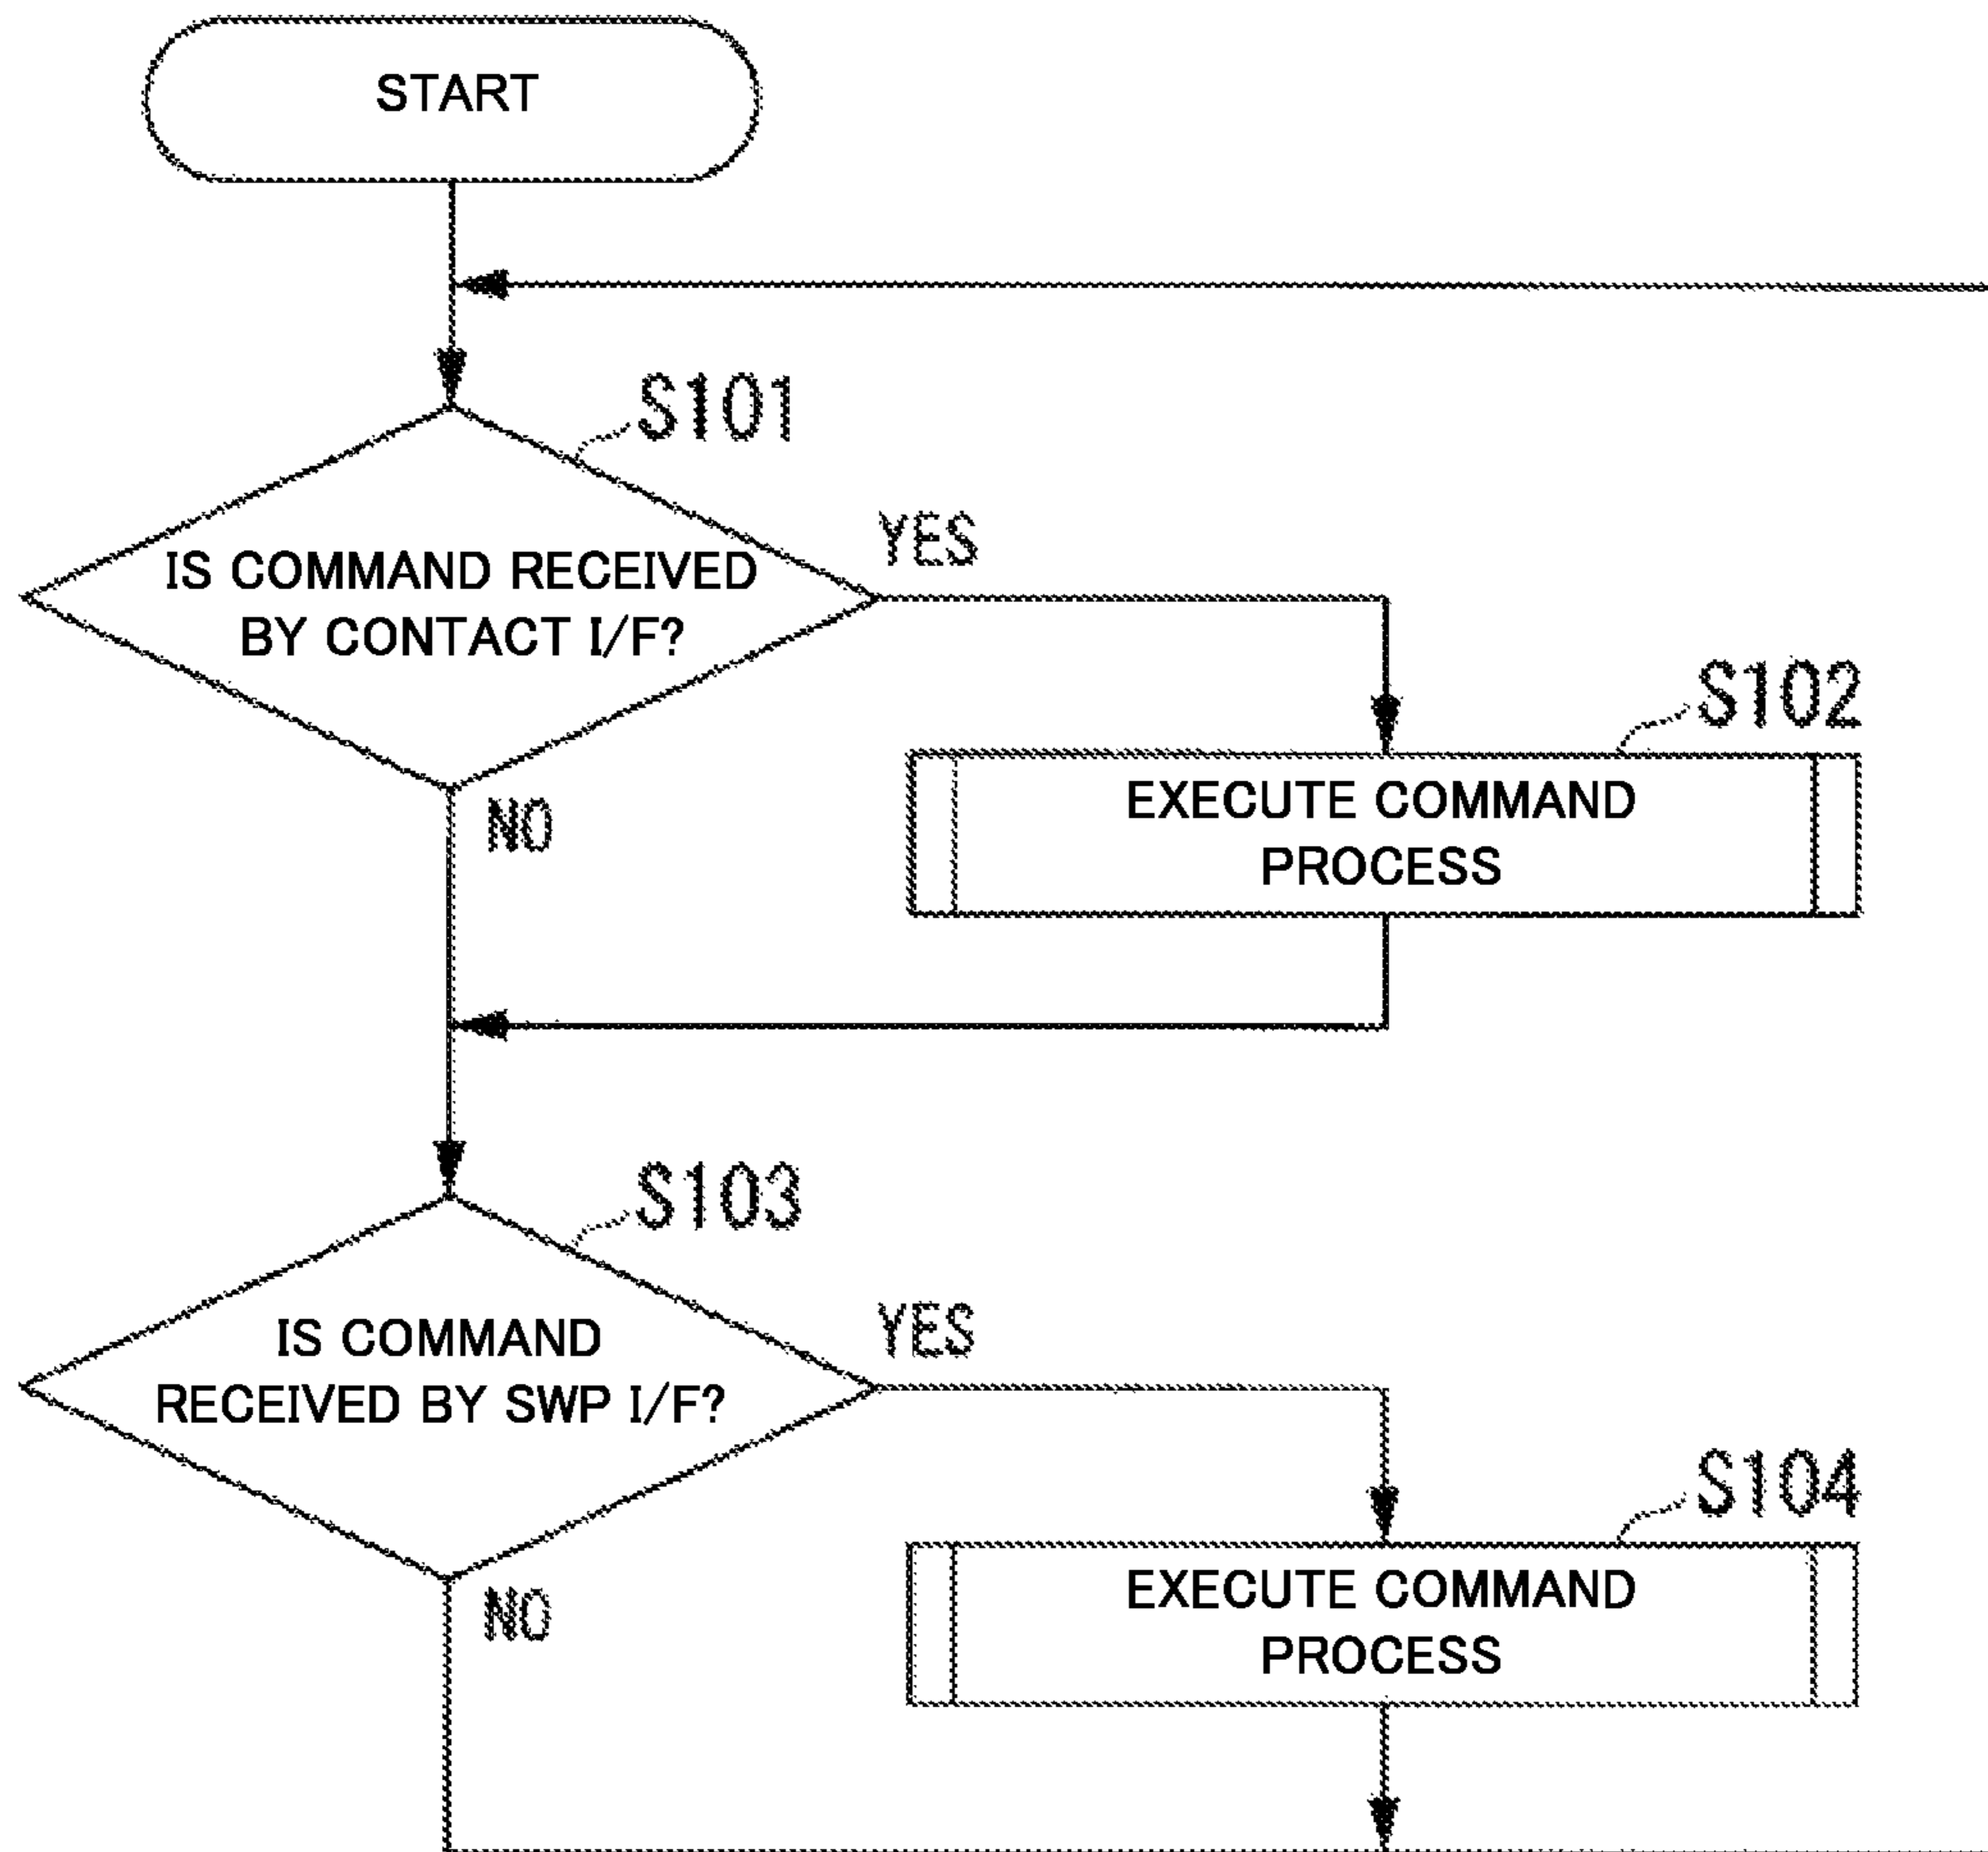 START
S101
IS COMMAND RECEIVED
BY CONTACT I/F?
YES
NO
S102
EXECUTE COMMAND
PROCESS
S103
IS COMMAND
RECEIVED BY SWP I/F?
YES
NO
S104
EXECUTE COMMAND
PROCESS